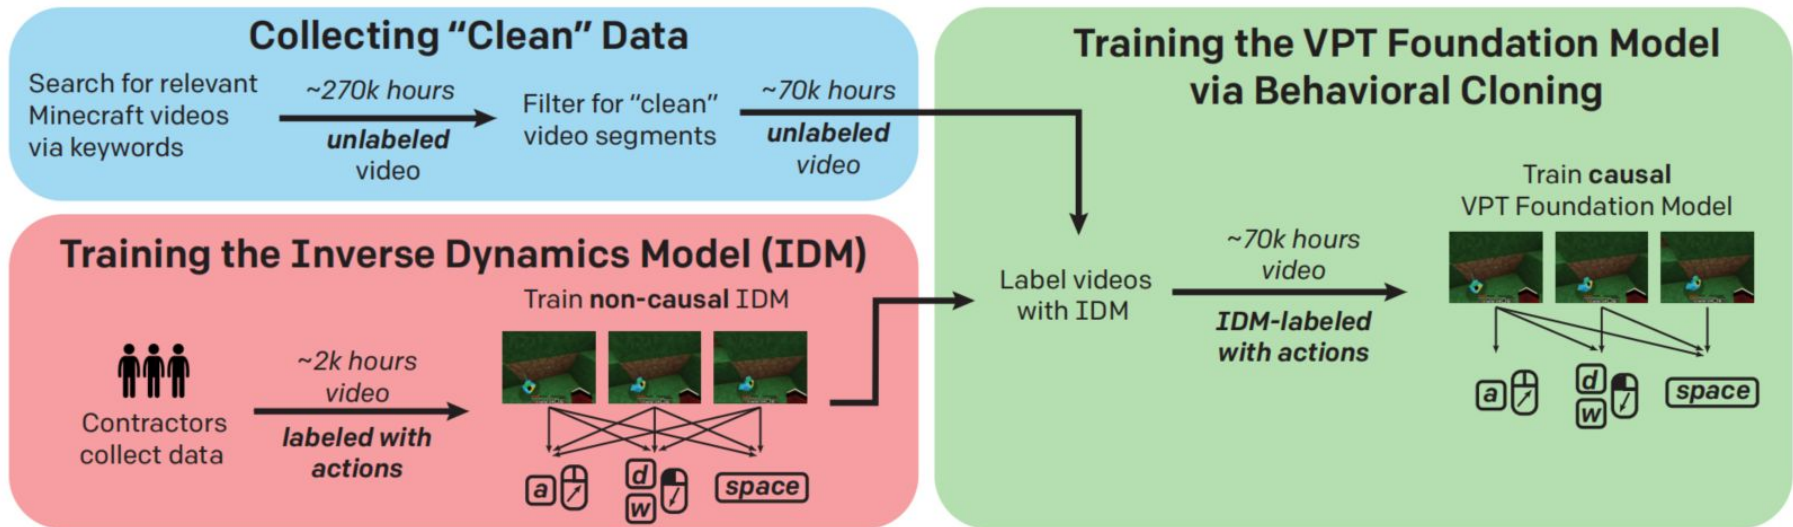 Collecting “Clean” Data
Search for relevant
Minecraft videos
via keywords
~270k hours
unlabeled
video
Filter for “clean”
video segments
~70k hours
unlabeled
video
Training the Inverse Dynamics Model (IDM)
Train non-causal IDM
Contractors
collect data
~2k hours
video
labeled with
actions
a
d
w
space
Training the VPT Foundation Model
via Behavioral Cloning
Label videos
with IDM
~70k hours
video
IDM-labeled
with actions
Train causal
VPT Foundation Model
a
d
w
space